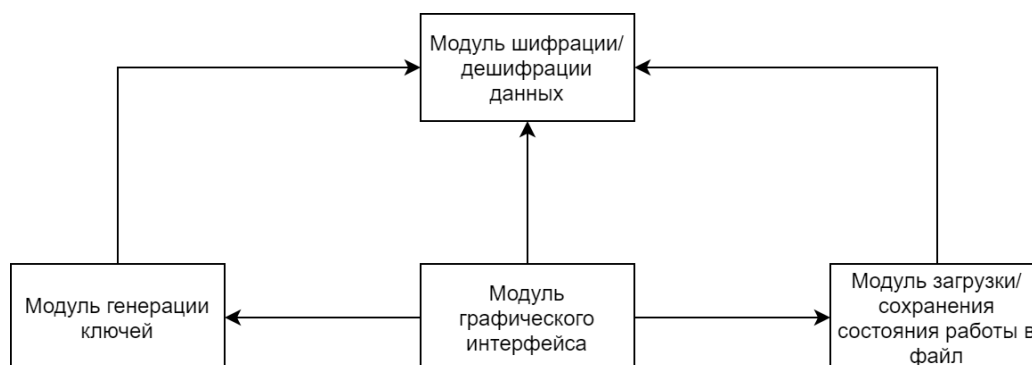 Модуль шифрации/
дешифрации
данных
Модуль генерации
ключей
Модуль
графического
интерфейса
Модуль загрузки/
сохранения
состояния работы в
файл